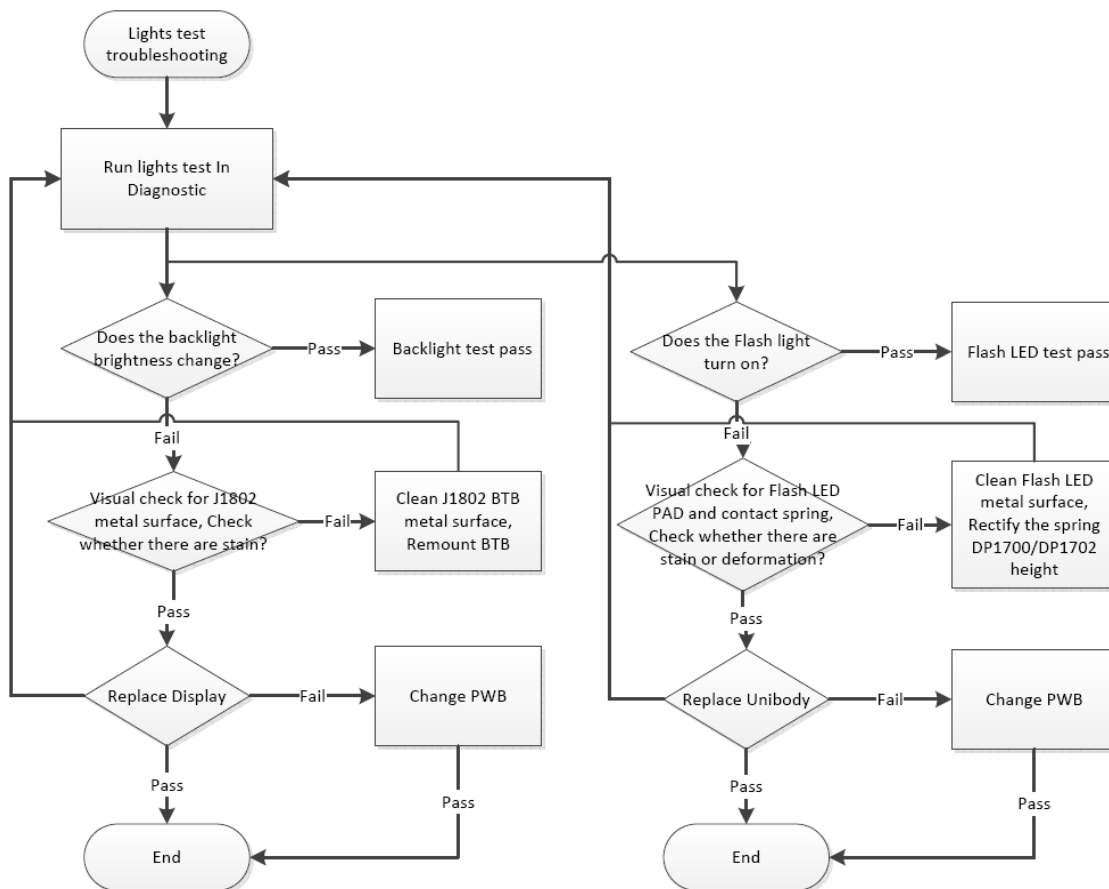 Lights test
troubleshooting
Run lights test In
Diagnostic
Does the backlight
brightness change?
Pass
Backlight test pass
Does the Flash light
turn on?
Pass
Flash LED test pass
Fail
Fail
Visual check for J1802
metal surface, Check
whether there are stain?
Fail
Clean J1802 BTB
metal surface,
Remount BTB
Visual check for Flash LED
PAD and contact spring,
Check whether there are
stain or deformation?
Fail
Clean Flash LED
metal surface,
Rectify the spring
DP1700/DP1702
height
Pass
Pass
Replace Display
Fail
Change PWB
Replace Unibody
Fail
Change PWB
Pass
Pass
Pass
Pass
End
End